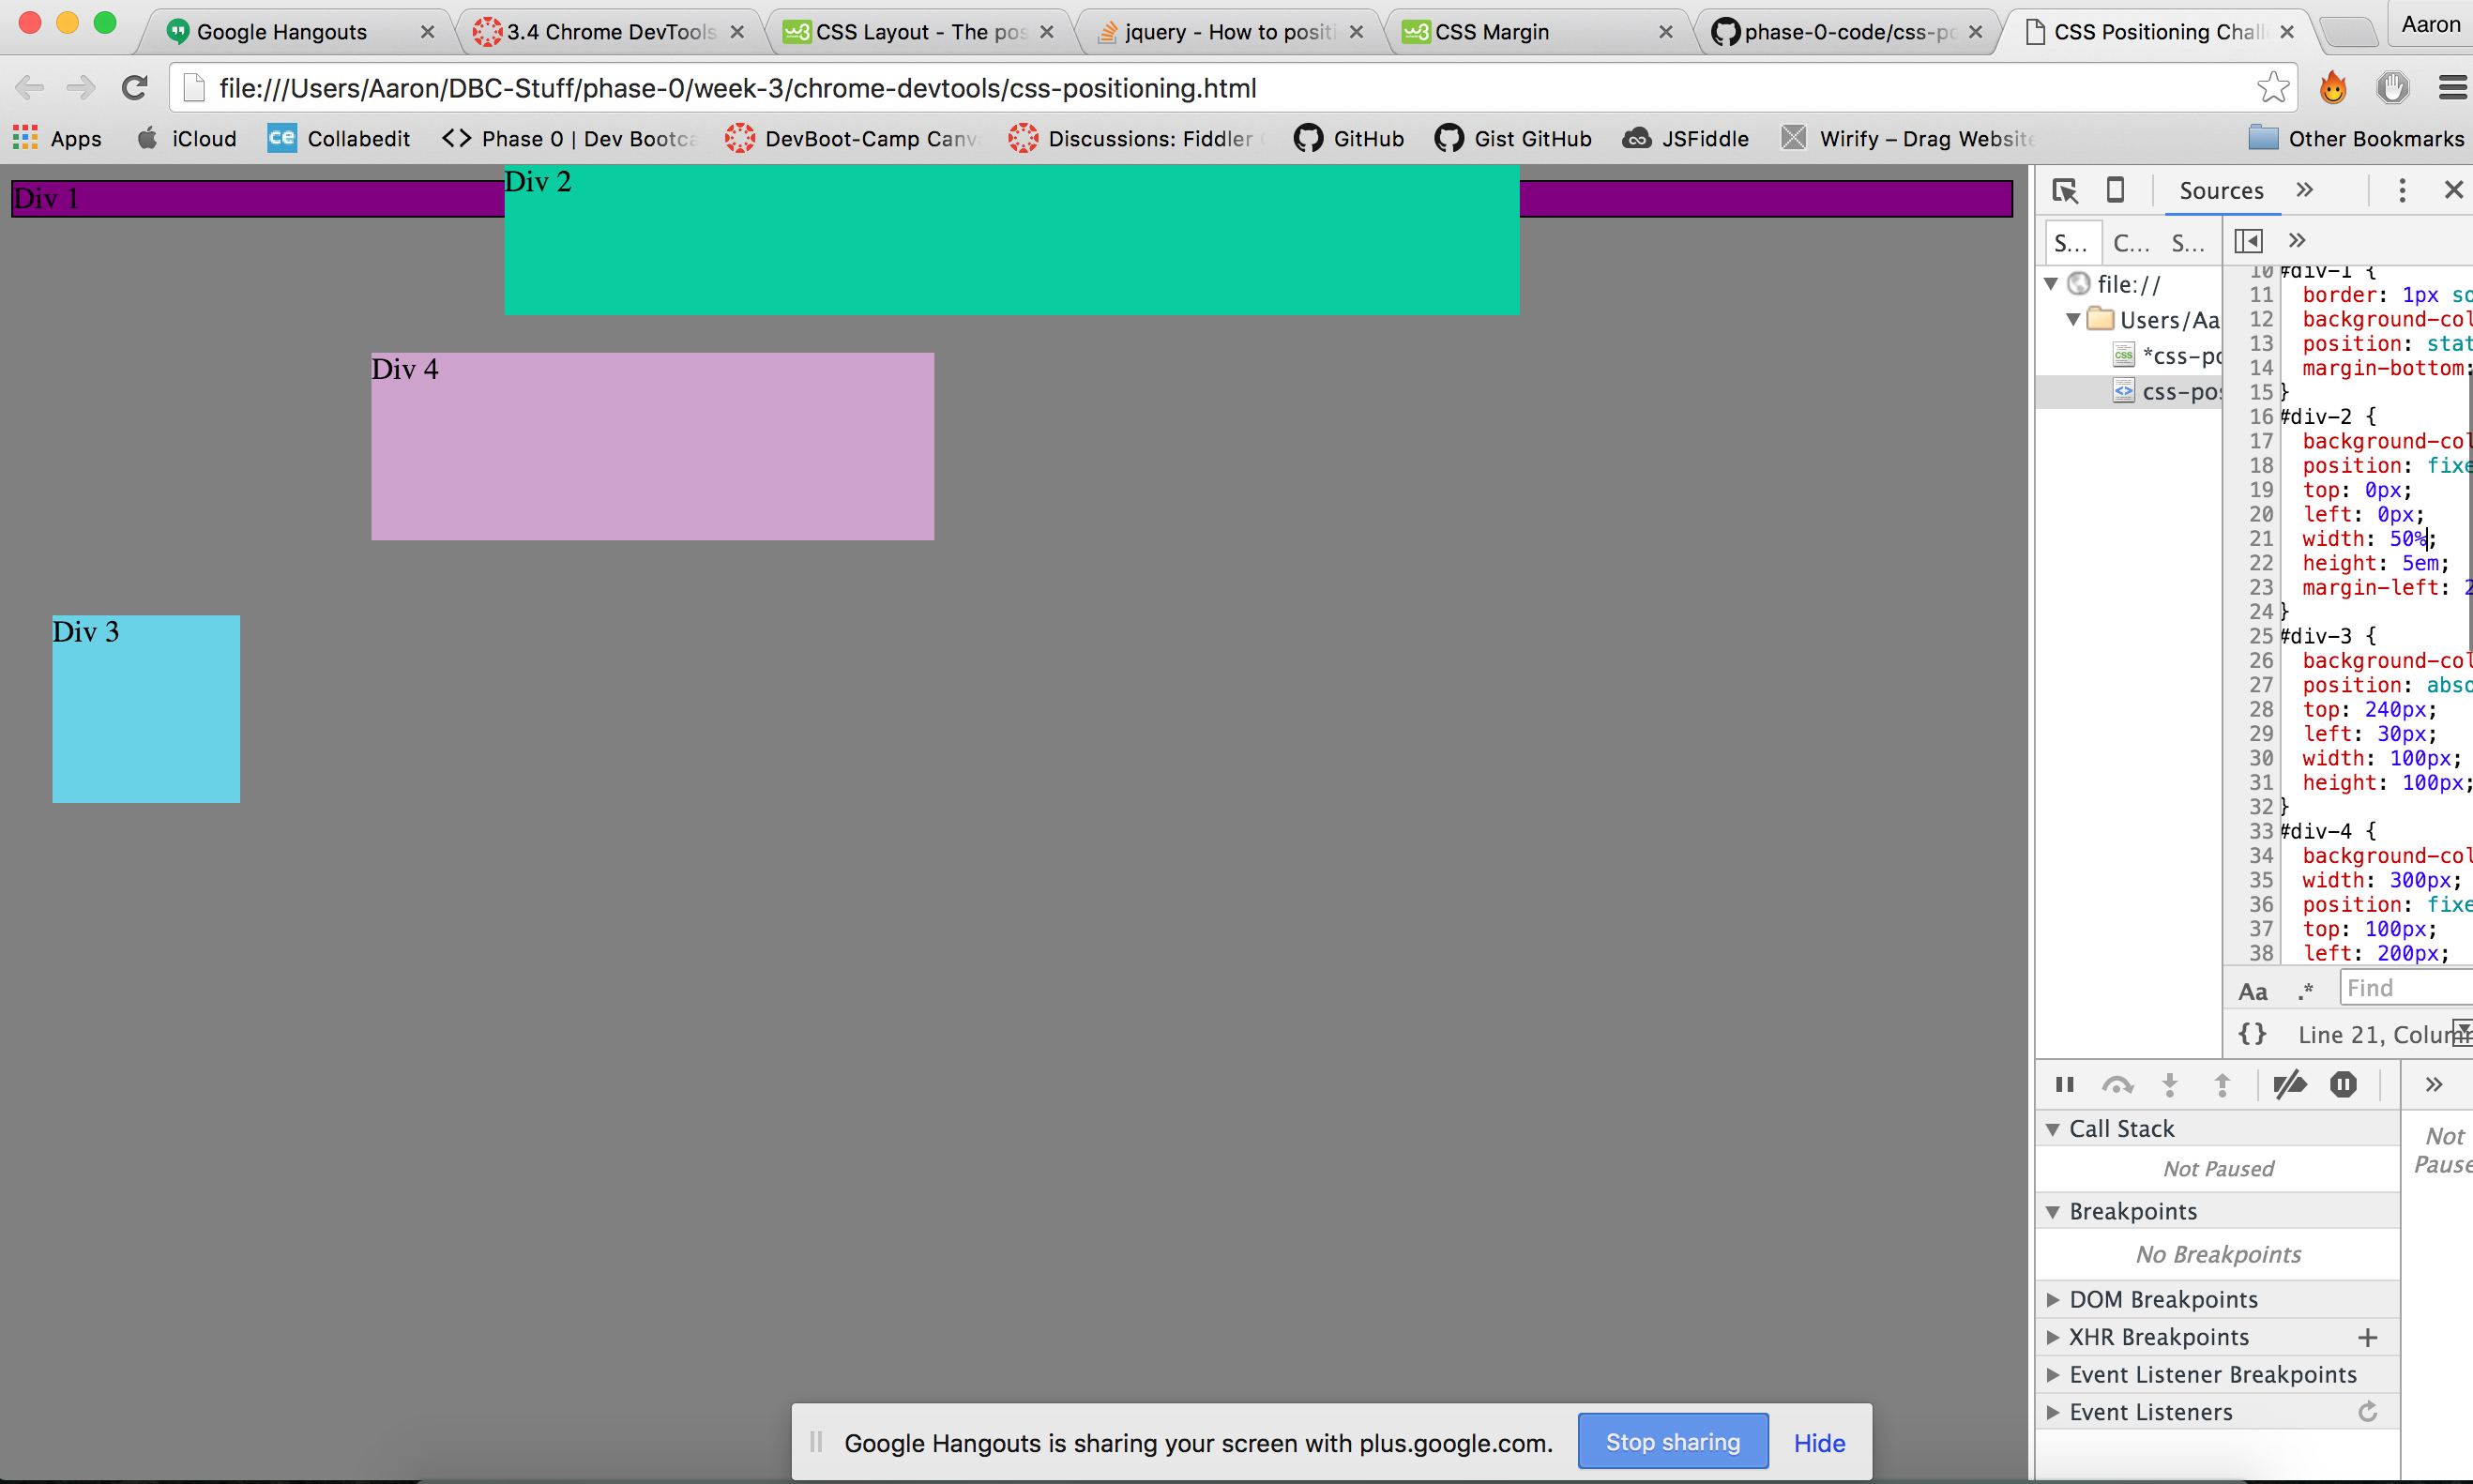 Google Hangouts
3.4 Chrome DevTools
CSS Layout - The pos
jquery - How to positi
CSS Margin
phase-0-code/css-po
CSS Positioning Chall
Aaron
file:///Users/Aaron/DBC-Stuff/phase-0/week-3/chrome-devtools/css-positioning.html
Apps
iCloud
ce Collabedit
<> Phase 0 | Dev Bootca
DevBoot-Camp Canv
Discussions: Fiddler
GitHub
Gist GitHub
JSFiddle
Wirify – Drag Website
Other Bookmarks
Div 1
Div 2
Div 4
Div 3
Sources
S... C... S...
file://
Users/Aa
*css-po
css-pos
10 #div-1 {
11 border: 1px so
12 background-col
13 position: stat
14 margin-bottom:
15 }
16 #div-2 {
17 background-col
18 position: fixe
19 top: 0px;
20 left: 0px;
21 width: 50%;
22 height: 5em;
23 margin-left: 2
24 }
25 #div-3 {
26 background-col
27 position: abso
28 top: 240px;
29 left: 30px;
30 width: 100px;
31 height: 100px;
32 }
33 #div-4 {
34 background-col
35 width: 300px;
36 position: fixe
37 top: 100px;
38 left: 200px;
Aa .* Find
{} Line 21, Colum
Call Stack
Not Paused
Not
Pause
Breakpoints
No Breakpoints
DOM Breakpoints
XHR Breakpoints +
Event Listener Breakpoints
Event Listeners
Google Hangouts is sharing your screen with plus.google.com.
Stop sharing
Hide